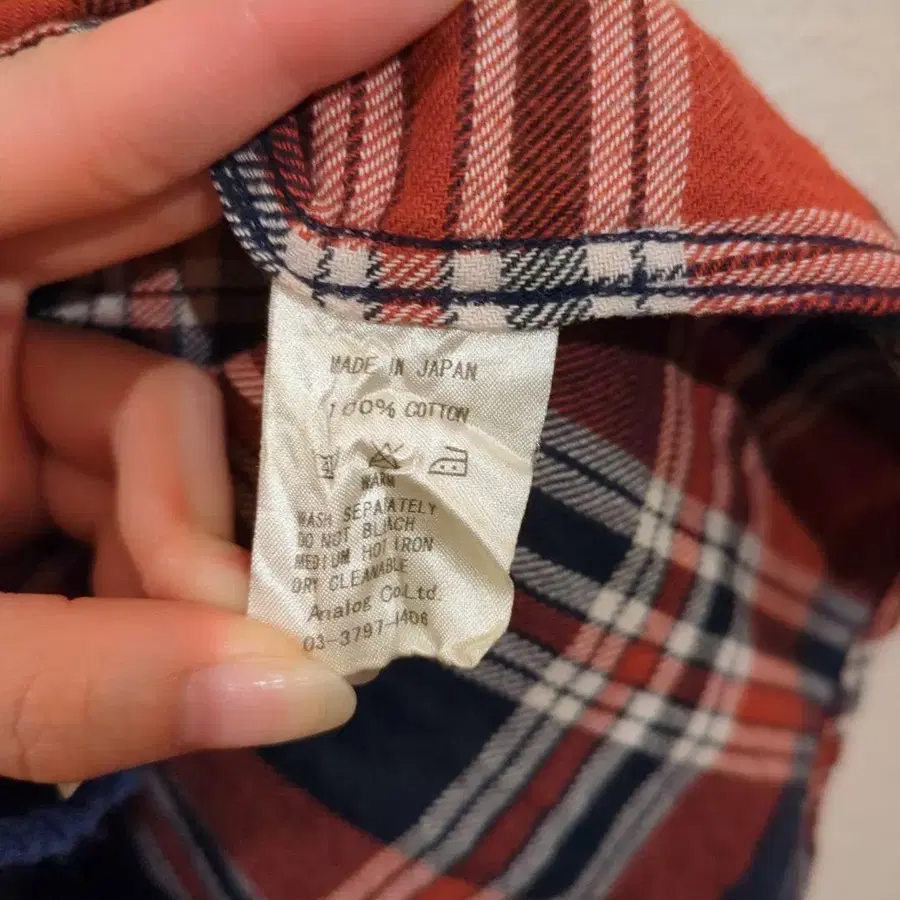 MADE IN JAPAN
100% COTTON
WARM
WASH SEPARATELY
DO NOT BLEACH
MEDIUM HOT IRON
DRY CLEANABLE
Analog Co.Ltd.
03-3797-4406